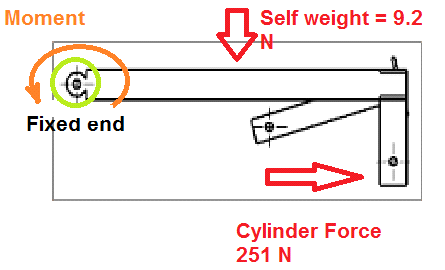 Moment
Self weight = 9.2
N
Fixed end
Cylinder Force
251 N